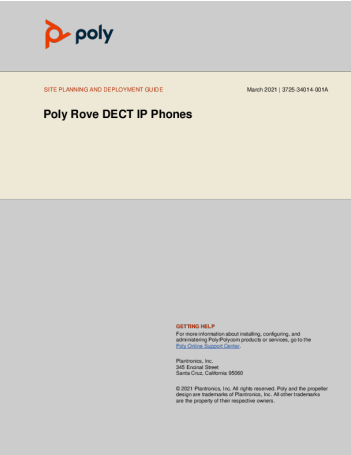 poly
SITE PLANNING AND DEPLOYMENT GUIDE
March 2021 | 3725-34014-001A
Poly Rove DECT IP Phones
GETTING HELP
For more information about installing, configuring, and
administering Poly/Polycom products or services, go to the
Poly Online Support Center.
Plantronics, Inc.
345 Encinal Street
Santa Cruz, California 95060
© 2021 Plantronics, Inc. All rights reserved. Poly and the propeller
design are trademarks of Plantronics, Inc. All other trademarks
are the property of their respective owners.